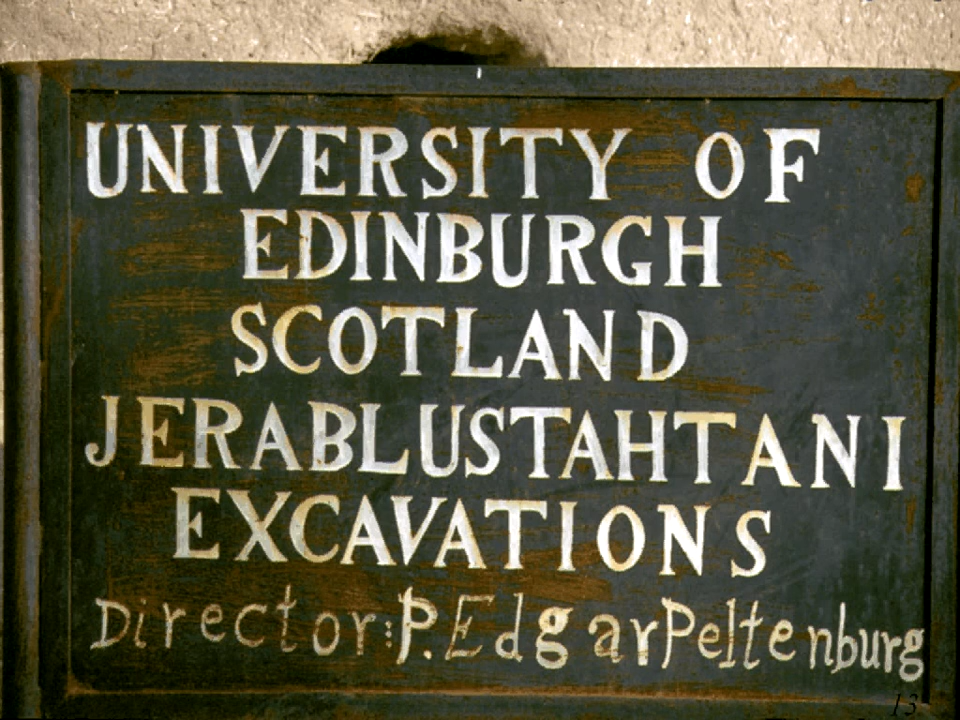 UNIVERSITY OF
EDINBURGH
SCOTLAND
JERABLUSTAHTANI
EXCAVATIONS
Director:P.EdgarPeltenburg
13